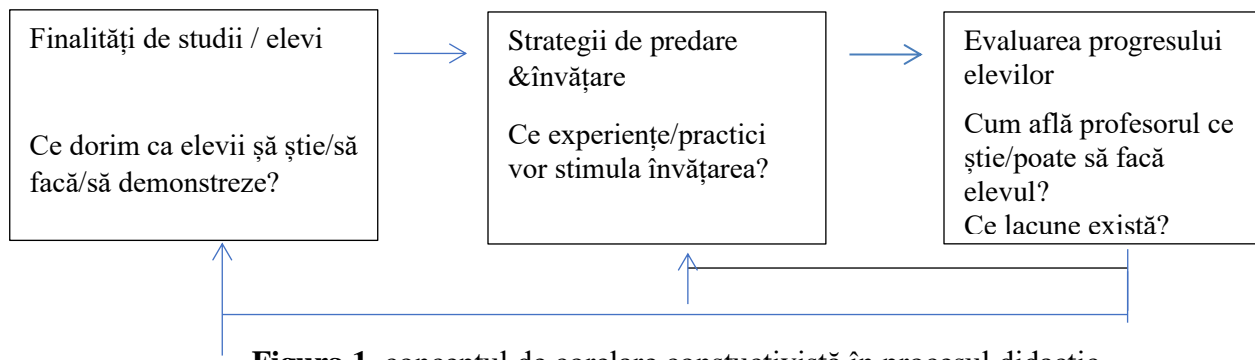 Finalități de studii / elevi
Ce dorim ca elevii șă știe/să
facă/să demonstreze?
Strategii de predare
&învățare
Ce experiențe/practici
vor stimula învățarea?
Evaluarea progresului
elevilor
Cum află profesorul ce
știe/poate să facă
elevul?
Ce lacune există?
Figura 1. conceptul de corelare constuctivistă în procesul didactic